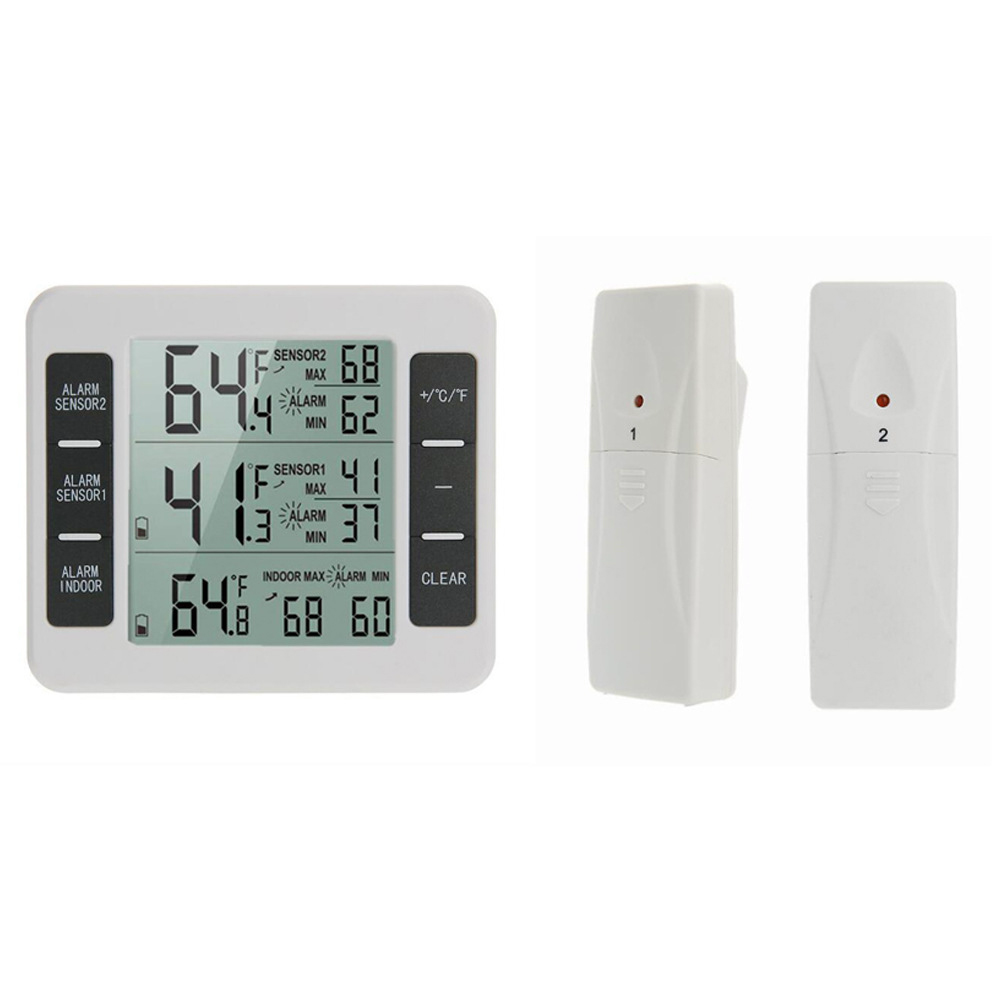 ALARM
SENSOR2
ALARM
SENSOR1
ALARM
INDOOR
64.4 °F SENSOR2
MAX 68
ALARM
MIN 62
41.3 °F SENSOR1
MAX 41
ALARM
MIN 37
64.8 °F INDOOR MAX ALARM MIN
68 60
+/℃/℉
—
CLEAR
1
2